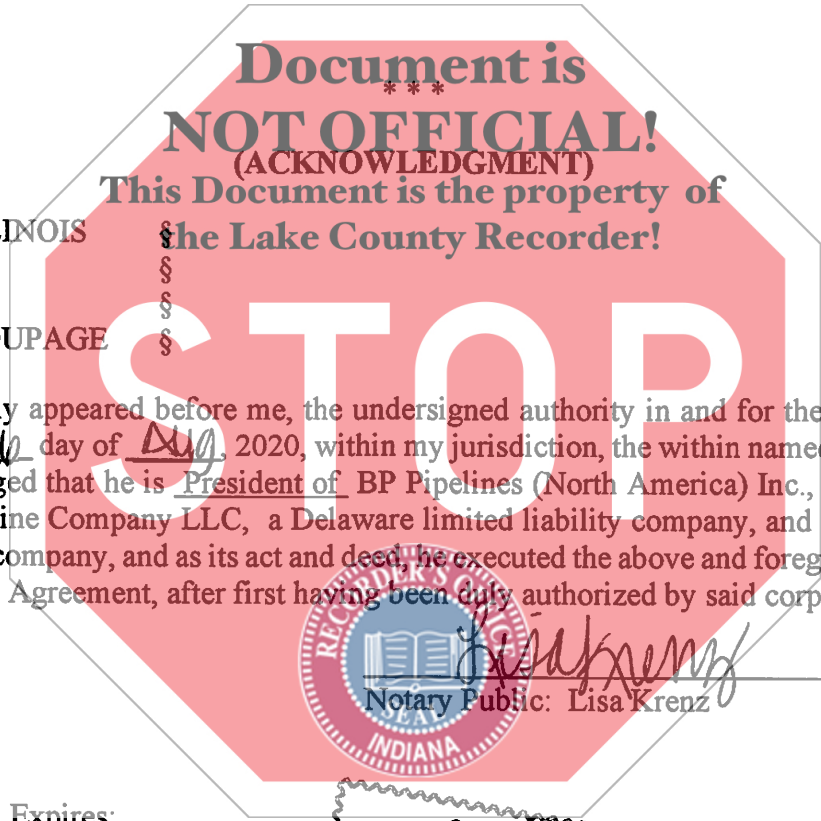 Document is
* * *
NOT OFFICIAL!
(ACKNOWLEDGMENT)
This Document is the property of
LINOIS §
the Lake County Recorder!
§
§
UPAGE §
STOP
y appeared before me, the undersigned authority in and for the
day of Aug, 2020, within my jurisdiction, the within name
ged that he is President of BP Pipelines (North America) Inc.,
ine Company LLC, a Delaware limited liability company, and
ompany, and as its act and deed, he executed the above and foreg
Agreement, after first having been duly authorized by said corp
RECORDER'S OFFICE
Lisa Krenz
Notary Public: Lisa Krenz
SEAL
INDIANA
Expires: